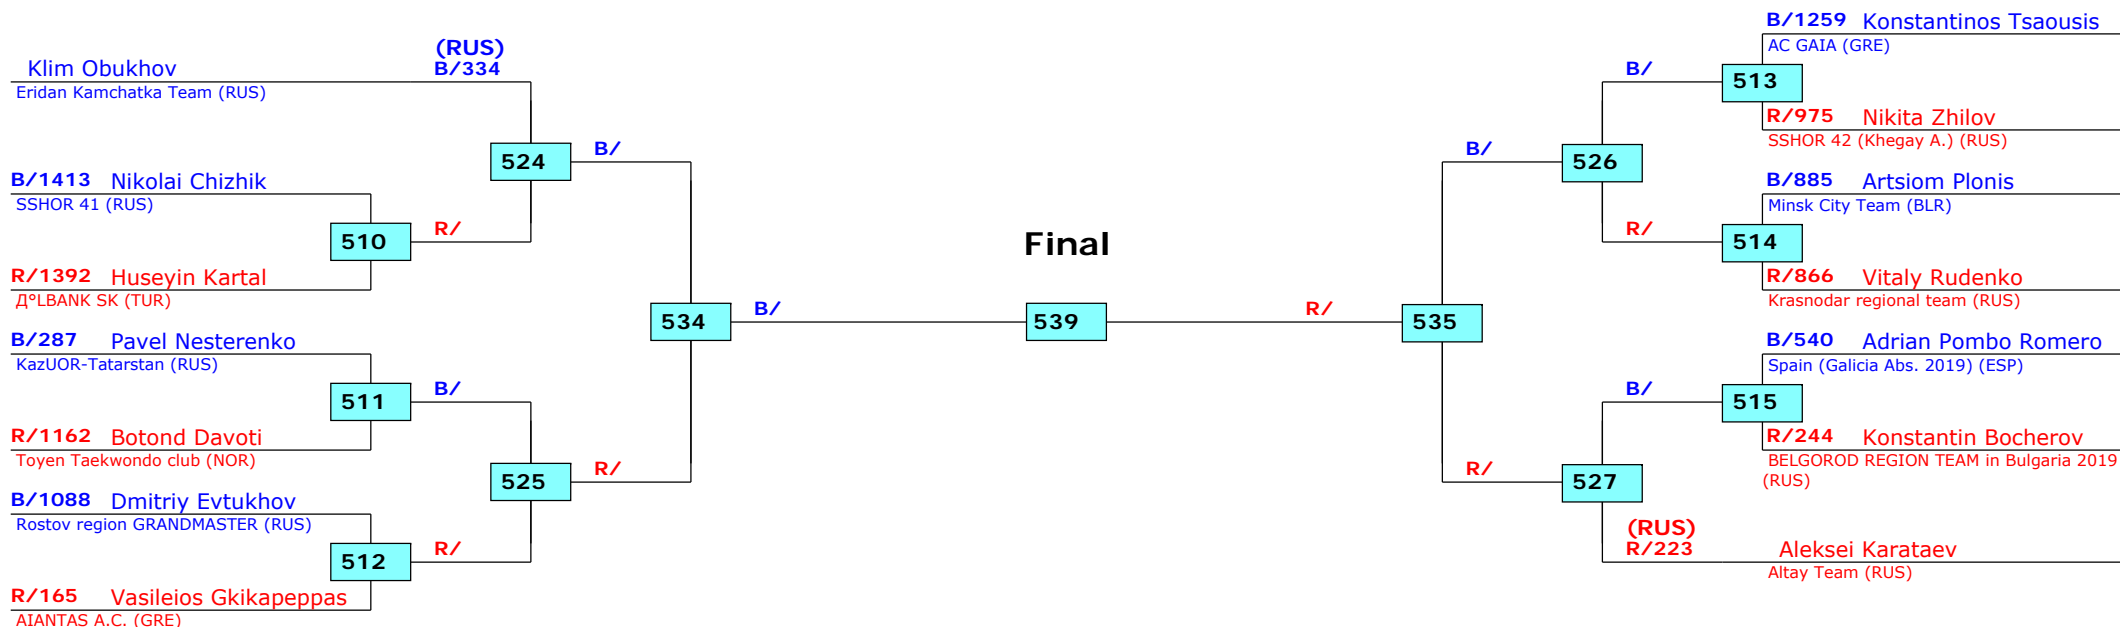 (RUS)
Klim Obukhov
B/334
Eridan Kamchatka Team (RUS)
524
B/
B/1413 Nikolai Chizhik
SSHOR 41 (RUS)
510
R/
R/1392 Huseyin Kartal
Д°LBANK SK (TUR)
534
B/
B/287 Pavel Nesterenko
KazUOR-Tatarstan (RUS)
511
B/
R/1162 Botond Davoti
Toyen Taekwondo club (NOR)
525
R/
B/1088 Dmitriy Evtukhov
Rostov region GRANDMASTER (RUS)
512
R/
R/165 Vasileios Gkikapeppas
AIANTAS A.C. (GRE)
Final
539
B/1259 Konstantinos Tsaousis
AC GAIA (GRE)
B/
513
R/975 Nikita Zhilov
SSHOR 42 (Khegay A.) (RUS)
B/
526
B/885 Artsiom Plonis
Minsk City Team (BLR)
R/
514
R/866 Vitaly Rudenko
Krasnodar regional team (RUS)
R/
535
B/540 Adrian Pombo Romero
Spain (Galicia Abs. 2019) (ESP)
B/
515
R/244 Konstantin Bocherov
BELGOROD REGION TEAM in Bulgaria 2019
(RUS)
R/
527
(RUS)
R/223 Aleksei Karataev
Altay Team (RUS)